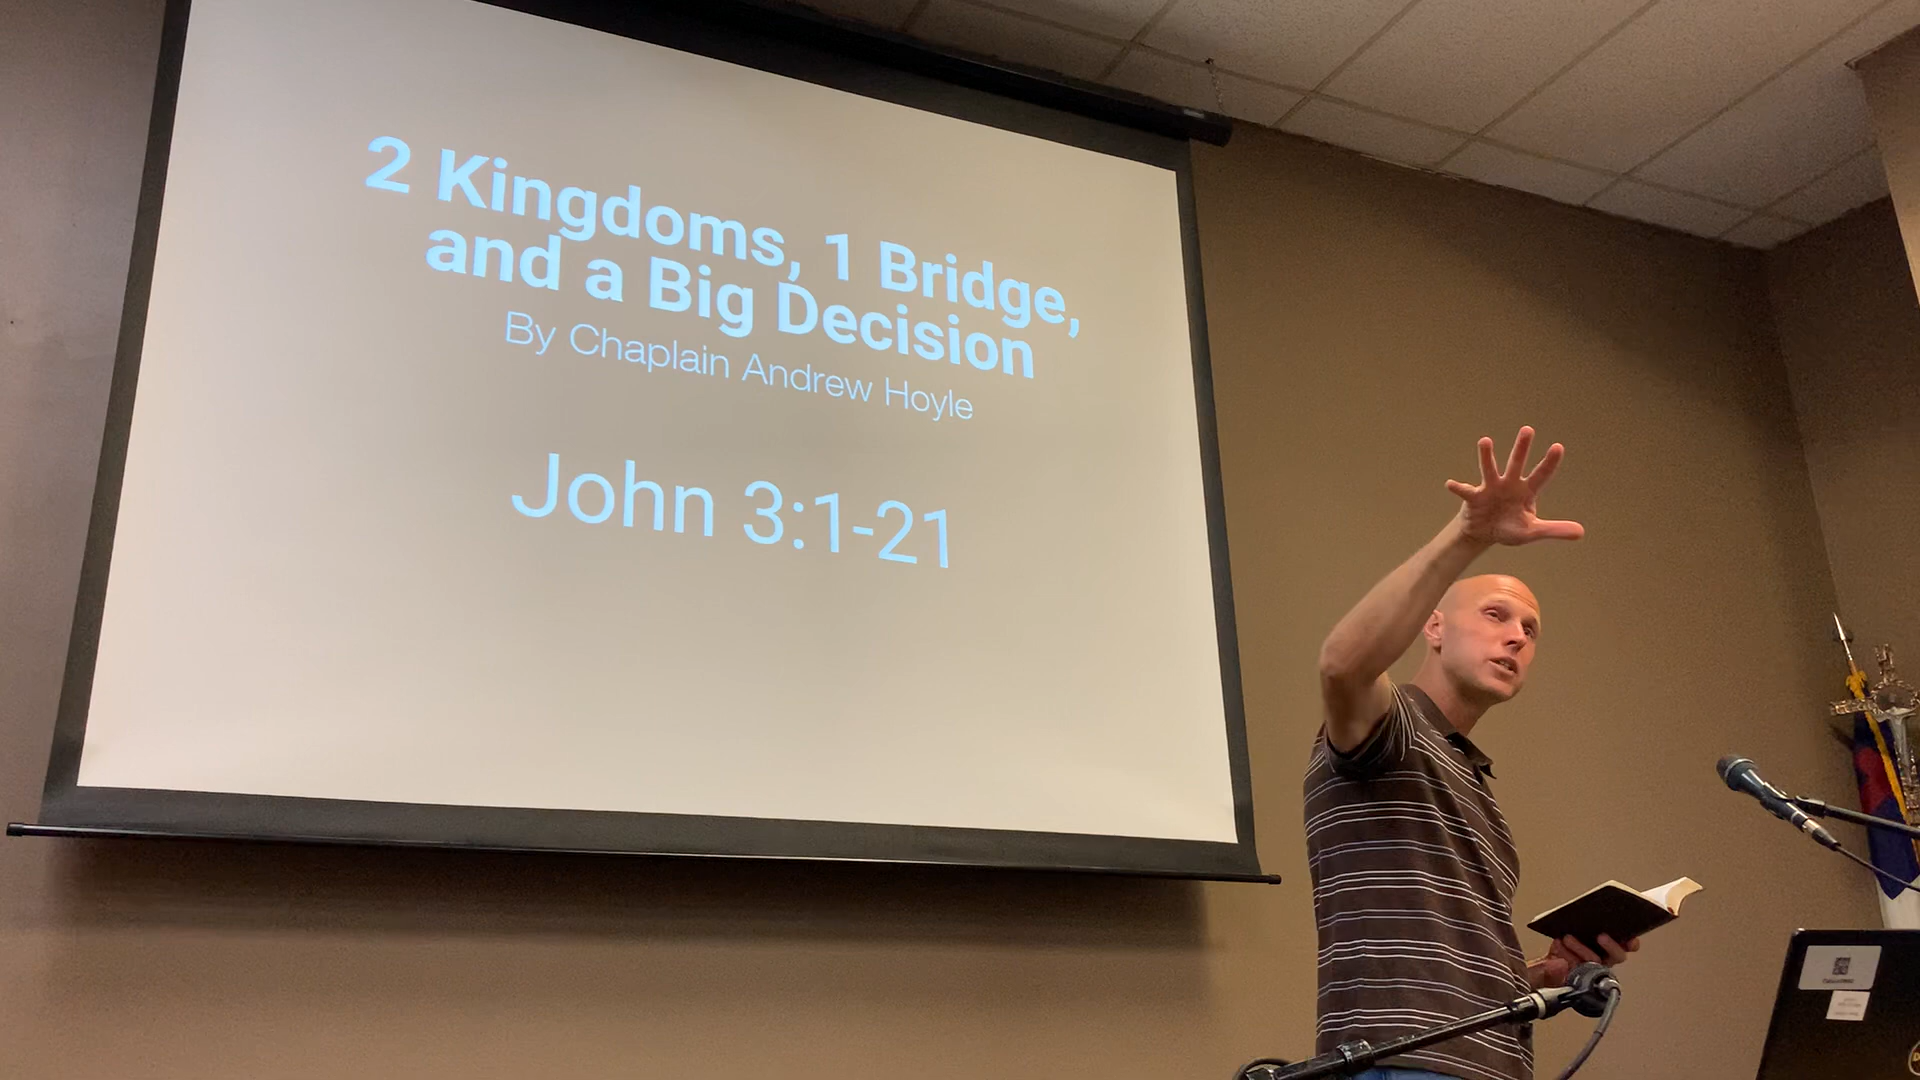 2 Kingdoms, 1 Bridge,
and a Big Decision
By Chaplain Andrew Hoyle
John 3:1-21